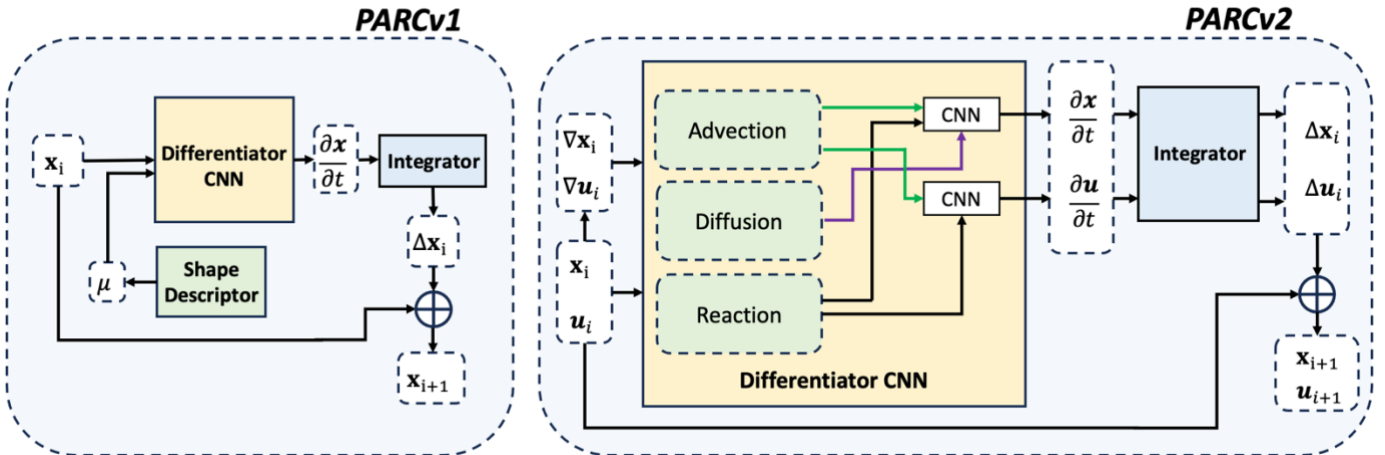 PARCv1
x_i
Differentiator
CNN
∂x
∂t
Integrator
Δx_i
Shape
Descriptor
μ
x_{i+1}
PARCv2
∇x_i
∇u_i
x_i
u_i
Advection
Diffusion
Reaction
CNN
CNN
Differentiator CNN
∂x
∂t
∂u
∂t
Integrator
Δx_i
Δu_i
x_{i+1}
u_{i+1}